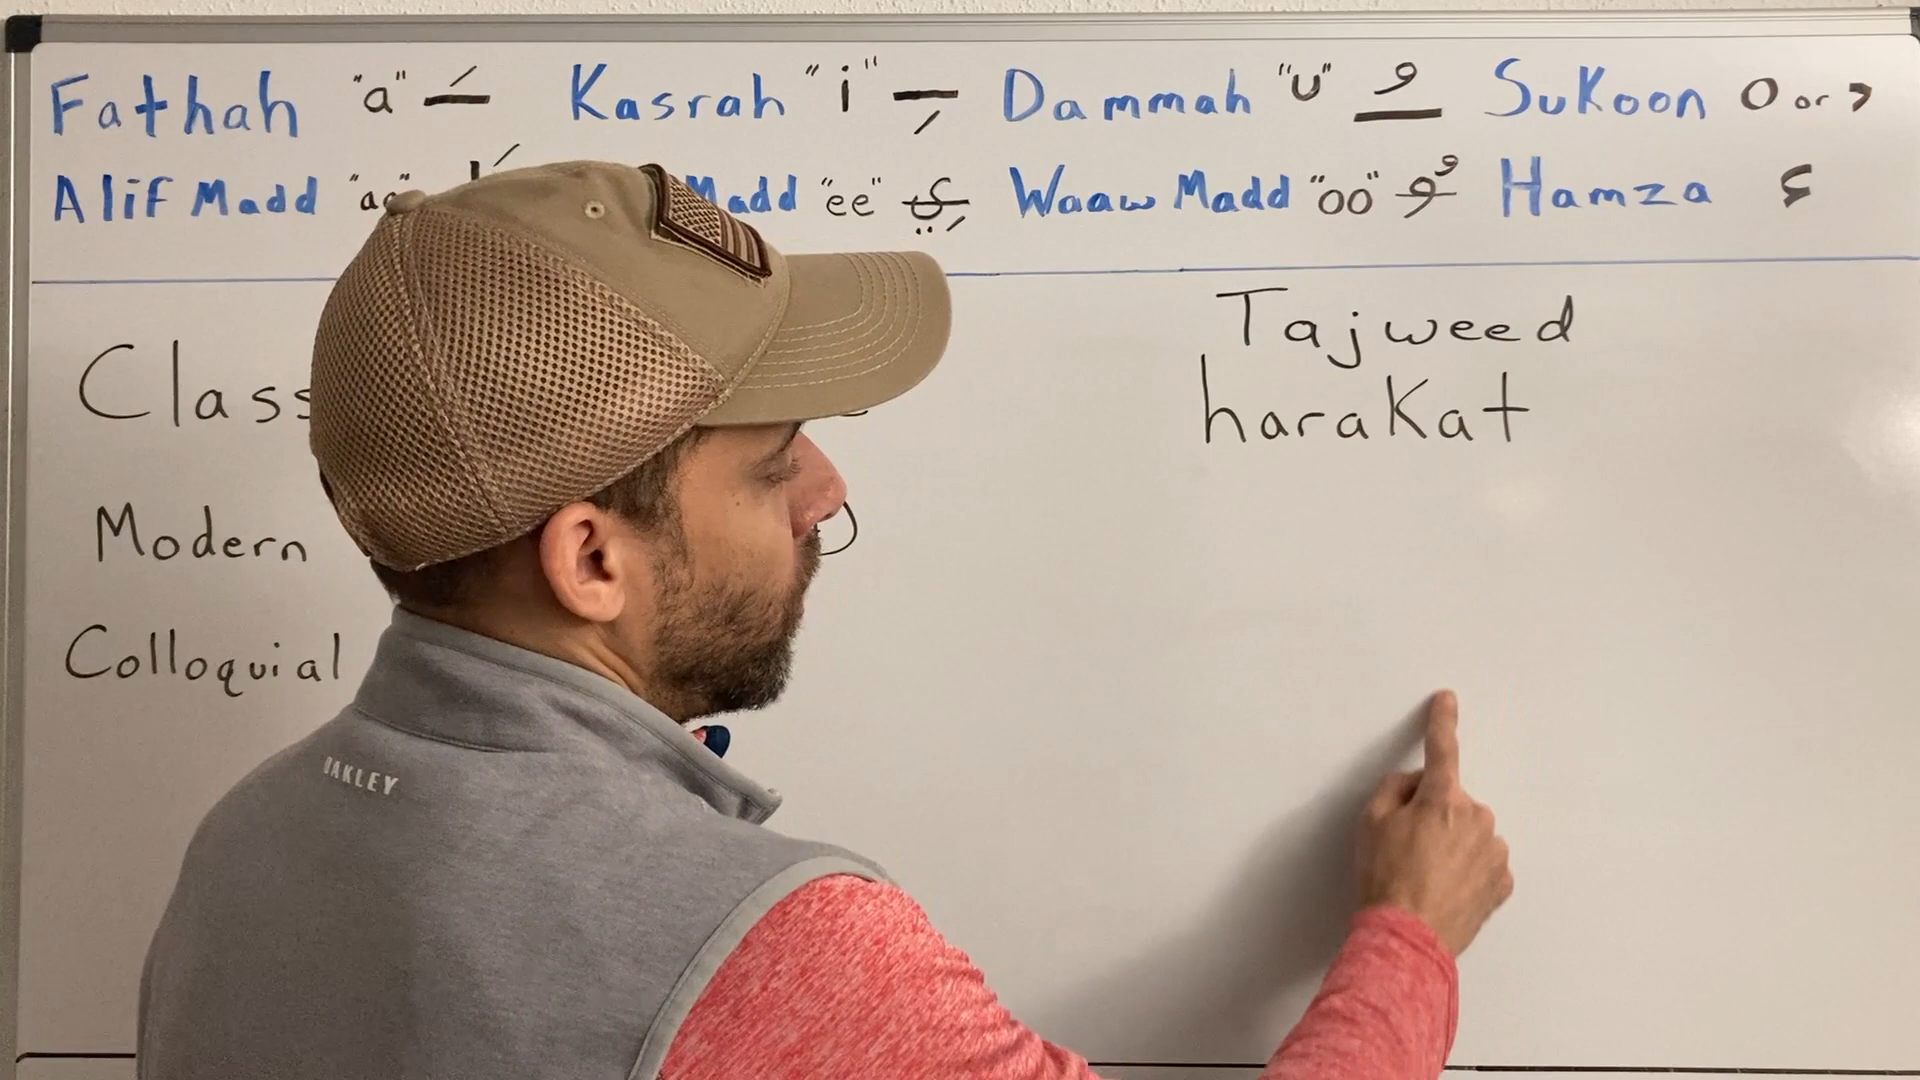 Fathah "a" ـَ Kasrah "i" ـِ Dammah "u" ـُ Sukoon O or >
Alif Madd Madd "ee" ـِي Waaw Madd "oo" ـُو Hamza ء
Tajweed
harakat
Modern
Colloquial
OAKLEY